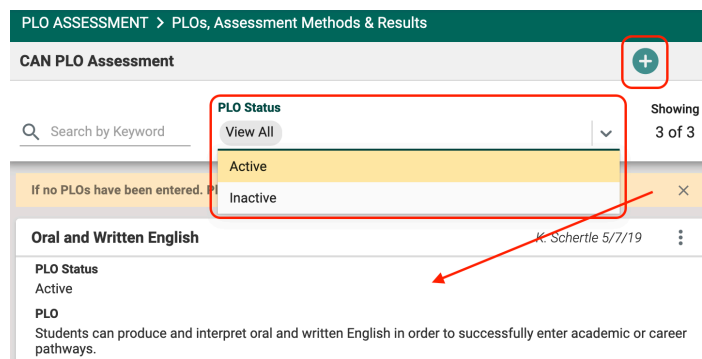 PLO ASSESSMENT > PLOs, Assessment Methods & Results
CAN PLO Assessment
PLO Status
Showing
Search by Keyword
View All
3 of 3
Active
If no PLOs have been entered.
Inactive
Oral and Written English
K. Schertle 5/7/19
PLO Status
Active
PLO
Students can produce and interpret oral and written English in order to successfully enter academic or career
pathways.